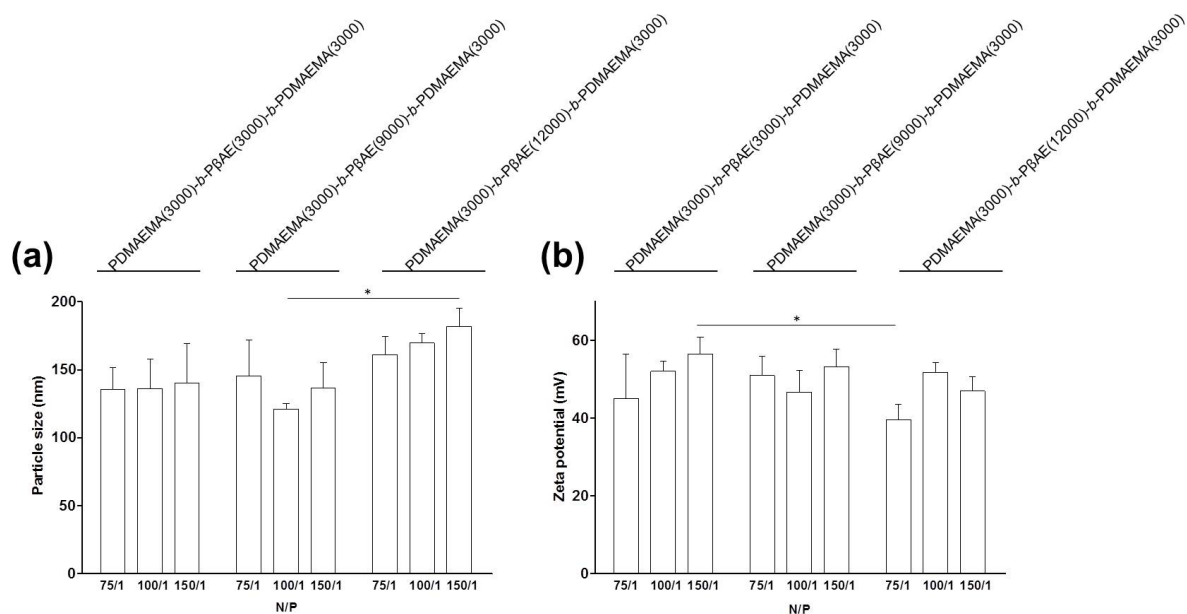 PDMAEMA(3000)-b-PβAE(3000)-b-PDMAEMA(3000)
PDMAEMA(3000)-b-PβAE(9000)-b-PDMAEMA(3000)
PDMAEMA(3000)-b-PβAE(12000)-b-PDMAEMA(3000)
(a)
*
200
150
100
50
0
Particle size (nm)
75/1 100/1 150/1 75/1 100/1 150/1 75/1 100/1 150/1
N/P
PDMAEMA(3000)-b-PβAE(3000)-b-PDMAEMA(3000)
PDMAEMA(3000)-b-PβAE(9000)-b-PDMAEMA(3000)
PDMAEMA(3000)-b-PβAE(12000)-b-PDMAEMA(3000)
(b)
*
60
40
20
0
Zeta potential (mV)
75/1 100/1 150/1 75/1 100/1 150/1 75/1 100/1 150/1
N/P